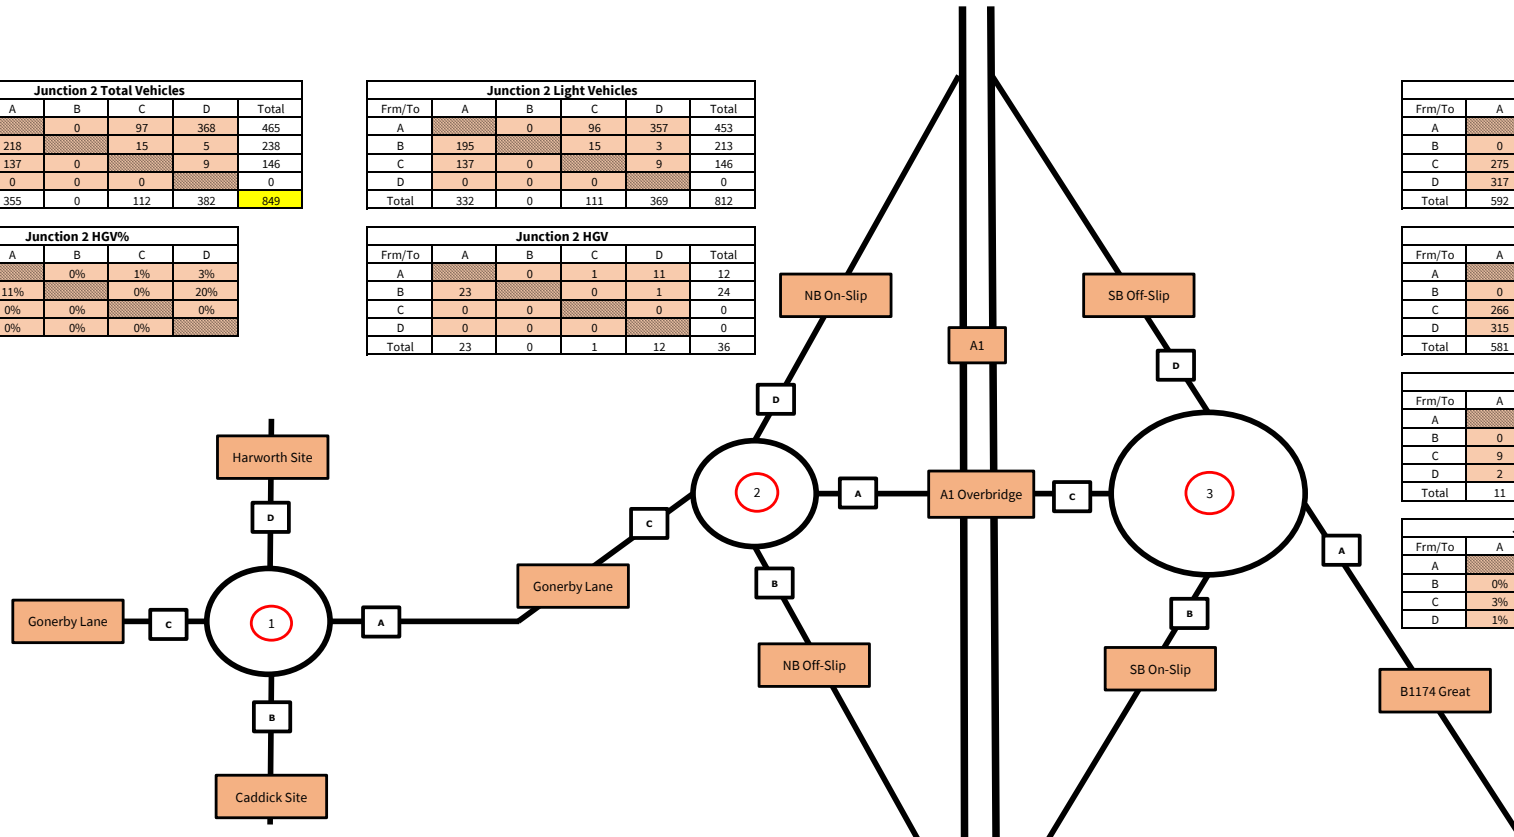 Junction 2 Total Vehicles
A B C D Total
0 97 368 465
218 15 5 238
137 0 9 146
0 0 0 0
355 0 112 382 849
Junction 2 HGV%
A B C D
0% 1% 3%
11% 0% 20%
0% 0% 0%
0% 0% 0%
Junction 2 Light Vehicles
Frm/To A B C D Total
A 0 96 357 453
B 195 15 3 213
C 137 0 9 146
D 0 0 0 0
Total 332 0 111 369 812
Junction 2 HGV
Frm/To A B C D Total
A 0 1 11 12
B 23 0 1 24
C 0 0 0 0
D 0 0 0 0
Total 23 0 1 12 36
Frm/To A
A
B 0
C 275
D 317
Total 592
Frm/To A
A
B 0
C 266
D 315
Total 581
Frm/To A
A
B 0
C 9
D 2
Total 11
Frm/To A
A
B 0%
C 3%
D 1%
NB On-Slip
SB Off-Slip
A1
D
D
Harworth Site
2
A
A1 Overbridge
C
3
D
C
A
Gonerby Lane
B
B
Gonerby Lane
C
1
A
NB Off-Slip
SB On-Slip
B1174 Great
B
Caddick Site